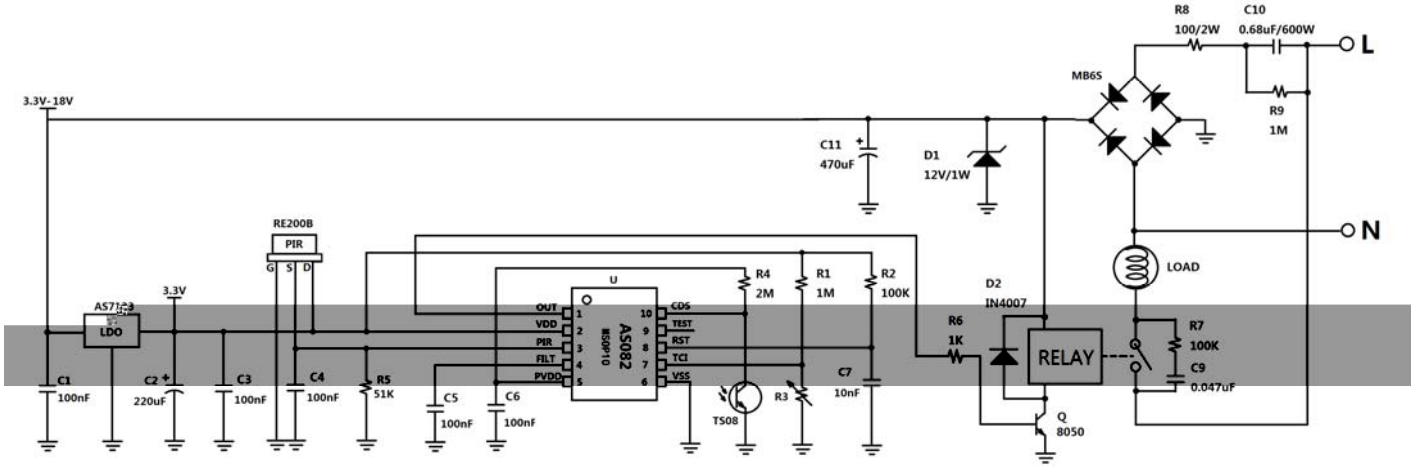 R8
100/2W
C10
0.68uF/600W
L
MB6S
R9
1M
3.3V-18V
C11
470uF
D1
12V/1W
N
RE200B
PIR
G S D
LOAD
U
R4
2M
R1
1M
R2
100K
D2
IN4007
3.3V
LDO
OUT
VDD
PIR
FILT
PVDD
1
2
3
4
5
AS082
MSOP10
10
9
8
7
6
CDS
TEST
RST
TCI
VSS
R6
1K
RELAY
R7
100K
C9
0.047uF
C1
100nF
C2
220uF
C3
100nF
C4
100nF
R5
51K
C5
100nF
C6
100nF
TS08
R3
C7
10nF
Q
8050